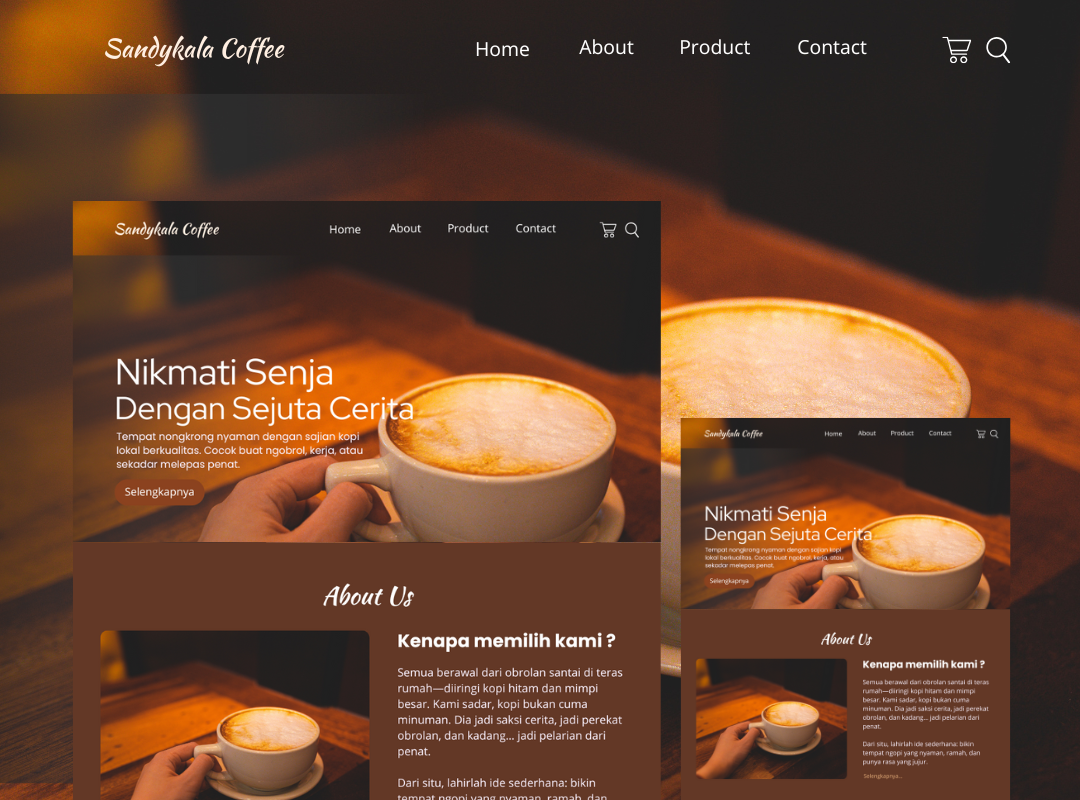 Sandykala Coffee
Home
About
Product
Contact
Sandykala Coffee
Home
About
Product
Contact
Nikmati Senja
Dengan Sejuta Cerita
Tempat nongkrong nyaman dengan sajian kopi
lokal berkualitas. Cocok buat ngobrol, kerja, atau
sekadar melepas penat.
Selengkapnya
About Us
Kenapa memilih kami ?
Semua berawal dari obrolan santai di teras
rumah—diiringi kopi hitam dan mimpi
besar. Kami sadar, kopi bukan cuma
minuman. Dia jadi saksi cerita, jadi perekat
obrolan, dan kadang... jadi pelarian dari
penat.
Dari situ, lahirlah ide sederhana: bikin
tempat ngopi yang nyaman, ramah, dan
Sandykala Coffee
Home
About
Product
Contact
Nikmati Senja
Dengan Sejuta Cerita
Tempat nongkrong nyaman dengan sajian kopi
lokal berkualitas. Cocok buat ngobrol, kerja, atau
sekadar melepas penat.
Selengkapnya
About Us
Kenapa memilih kami ?
Semua berawal dari obrolan santai di teras
rumah—diiringi kopi hitam dan mimpi
besar. Kami sadar, kopi bukan cuma
minuman. Dia jadi saksi cerita, jadi perekat
obrolan, dan kadang... jadi pelarian dari
penat.
Dari situ, lahirlah ide sederhana: bikin
tempat ngopi yang nyaman, ramah, dan
punya rasa yang jujur.
Selengkapnya...